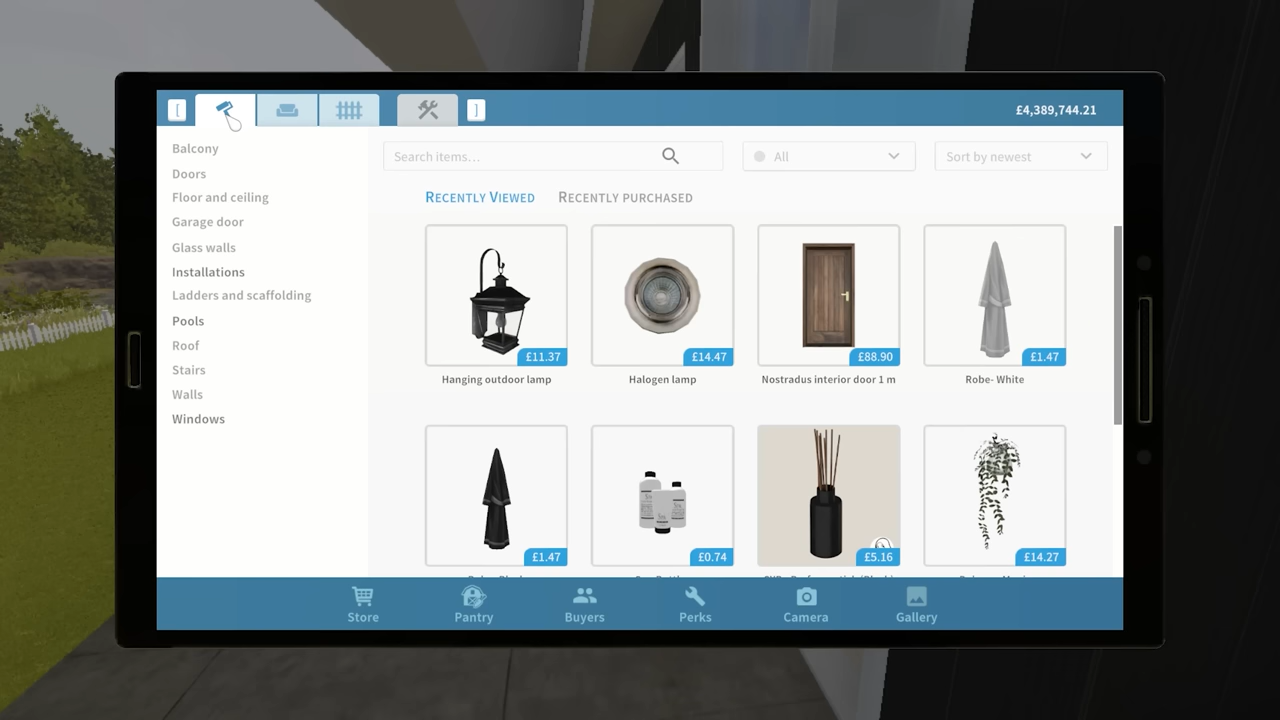 [
]
£4,389,744.21
Balcony
Doors
Floor and ceiling
Garage door
Glass walls
Installations
Ladders and scaffolding
Pools
Roof
Stairs
Walls
Windows
Search items...
All
Sort by newest
RECENTLY VIEWED
RECENTLY PURCHASED
£11.37
£14.47
£88.90
£1.47
Hanging outdoor lamp
Halogen lamp
Nostradus interior door 1 m
Robe- White
£1.47
£0.74
£5.16
£14.27
Store
Pantry
Buyers
Perks
Camera
Gallery